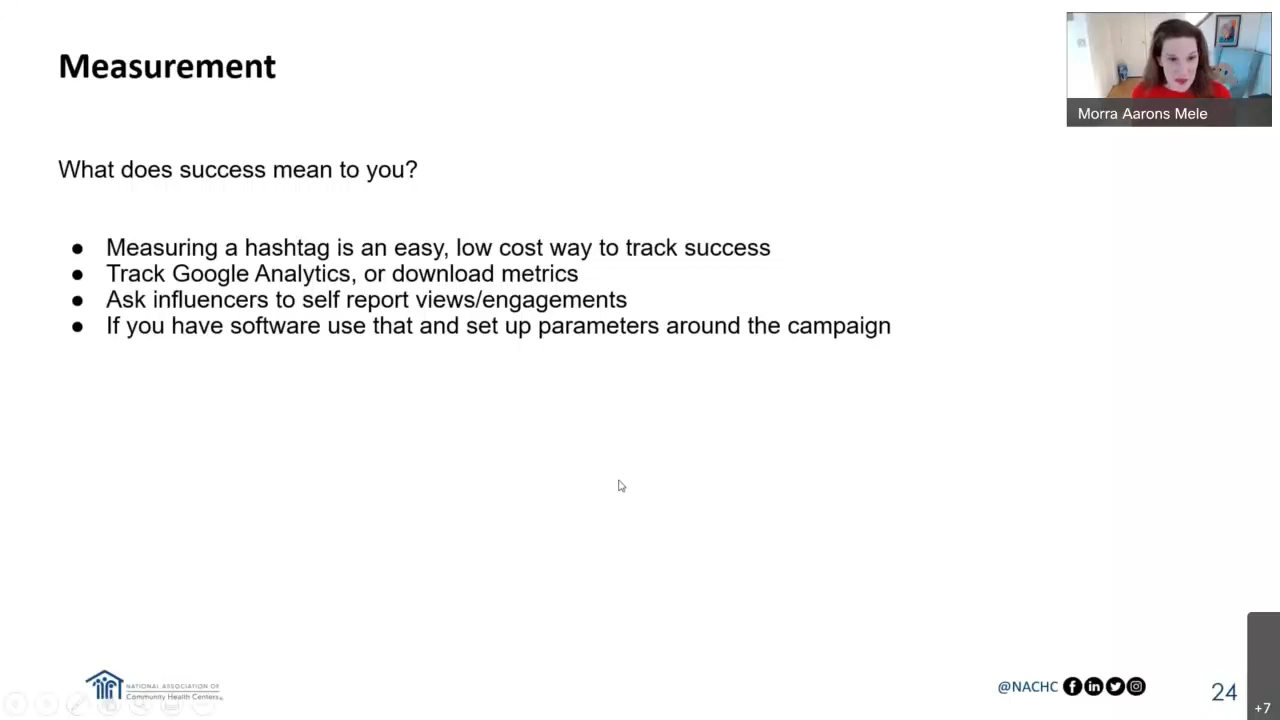 Measurement
Morra Aarons Mele
What does success mean to you?
● Measuring a hashtag is an easy, low cost way to track success
● Track Google Analytics, or download metrics
● Ask influencers to self report views/engagements
● If you have software use that and set up parameters around the campaign
NATIONAL ASSOCIATION OF
Community Health Centers
@NACHC
24
+7